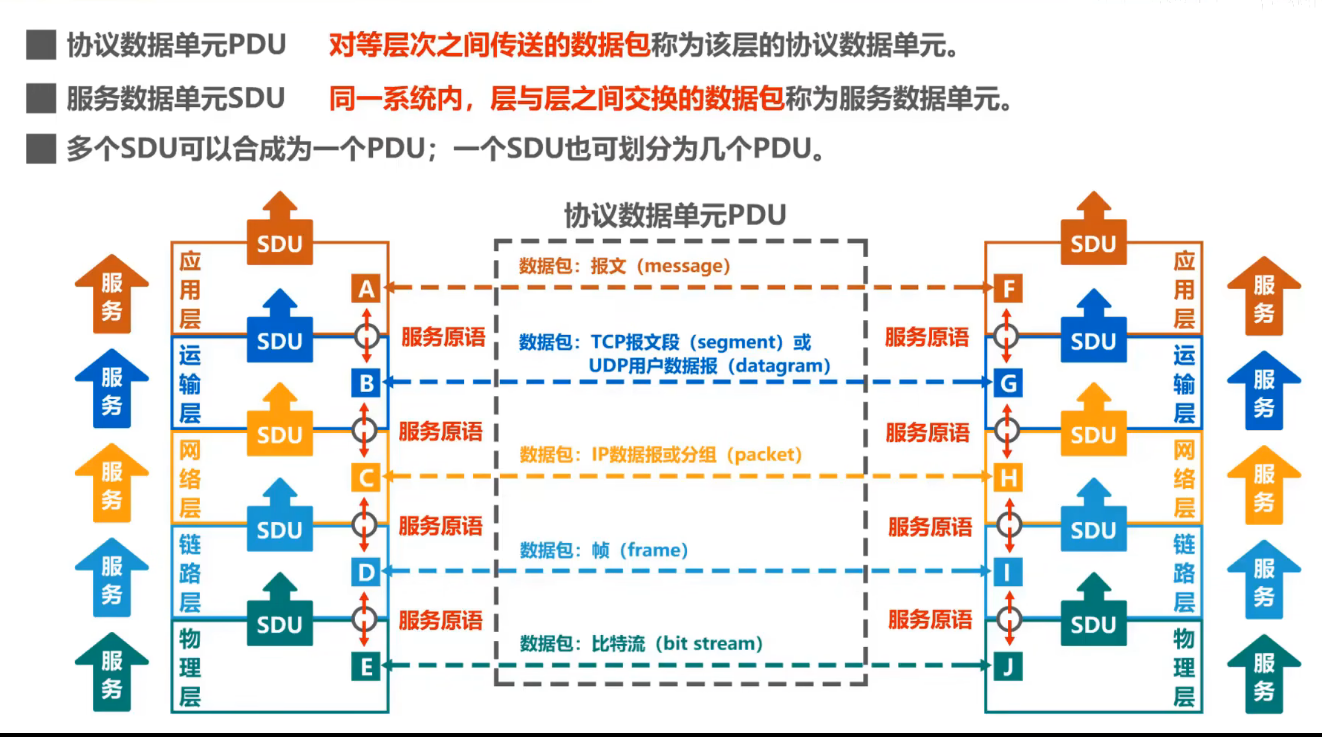 协议数据单元PDU 对等层次之间传送的数据包称为该层的协议数据单元。
服务数据单元SDU 同一系统内，层与层之间交换的数据包称为服务数据单元。
多个SDU可以合成为一个PDU；一个SDU也可划分为几个PDU。
协议数据单元PDU
服务
应用层
SDU
A
数据包：报文（message）
F
SDU
应用层
服务
服务原语
服务原语
服务
运输层
SDU
B
数据包：TCP报文段（segment）或
UDP用户数据报（datagram）
G
SDU
运输层
服务
服务原语
服务原语
服务
网络层
SDU
C
数据包：IP数据报或分组（packet）
H
SDU
网络层
服务
服务原语
服务原语
服务
链路层
SDU
D
数据包：帧（frame）
I
SDU
链路层
服务
服务原语
服务原语
服务
物理层
SDU
E
数据包：比特流（bit stream）
J
SDU
物理层
服务